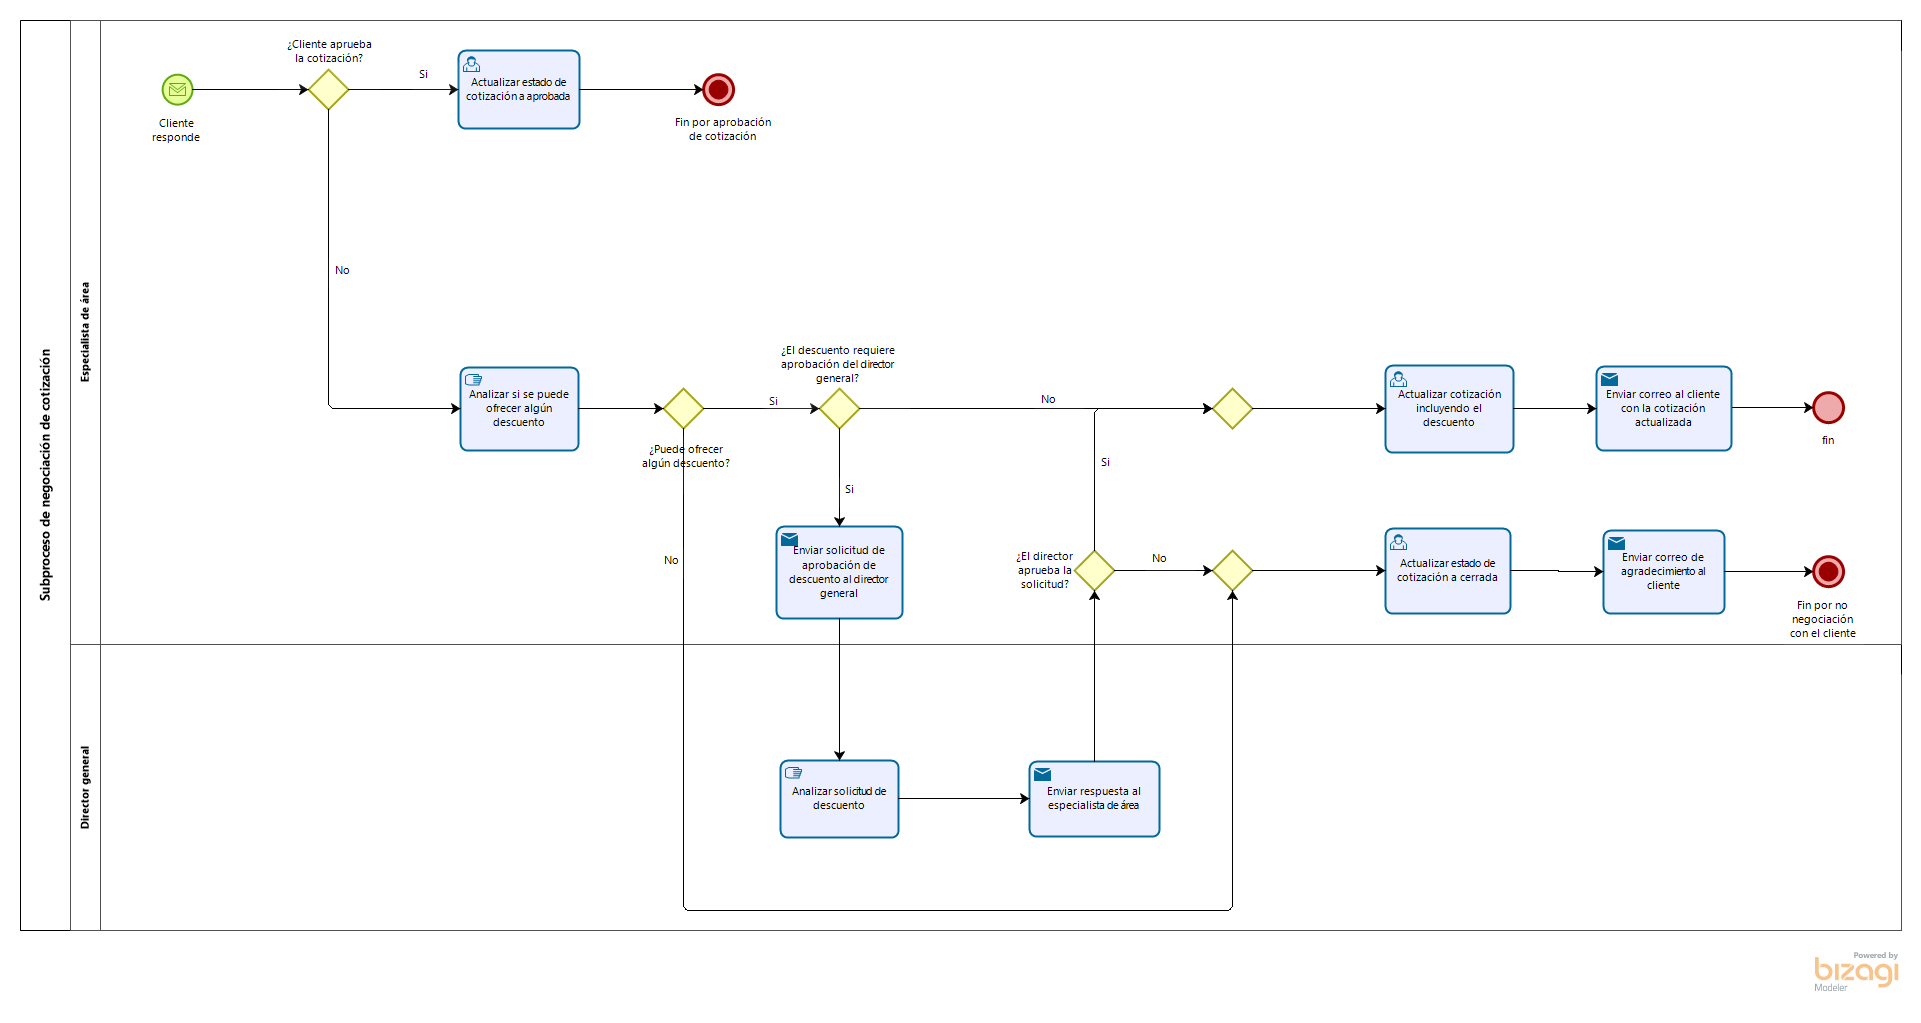 Subproceso de negociación de cotización
Especialista de área
¿Cliente aprueba
la cotización?
Si
Actualizar estado de
cotización a aprobada
Cliente
responde
Fin por aprobación
de cotización
No
¿El descuento requiere
aprobación del director
general?
Analizar si se puede
ofrecer algún
descuento
Si
No
Actualizar cotización
incluyendo el
descuento
Enviar correo al cliente
con la cotización
actualizada
fin
¿Puede ofrecer
algún descuento?
Si
Si
No
Enviar solicitud de
aprobación de
descuento al director
general
¿El director
aprueba la
solicitud?
No
Actualizar estado de
cotización a cerrada
Enviar correo de
agradecimiento al
cliente
Fin por no
negociación
con el cliente
Director general
Analizar solicitud de
descuento
Enviar respuesta al
especialista de área
Powered by
bizagi
Modeler